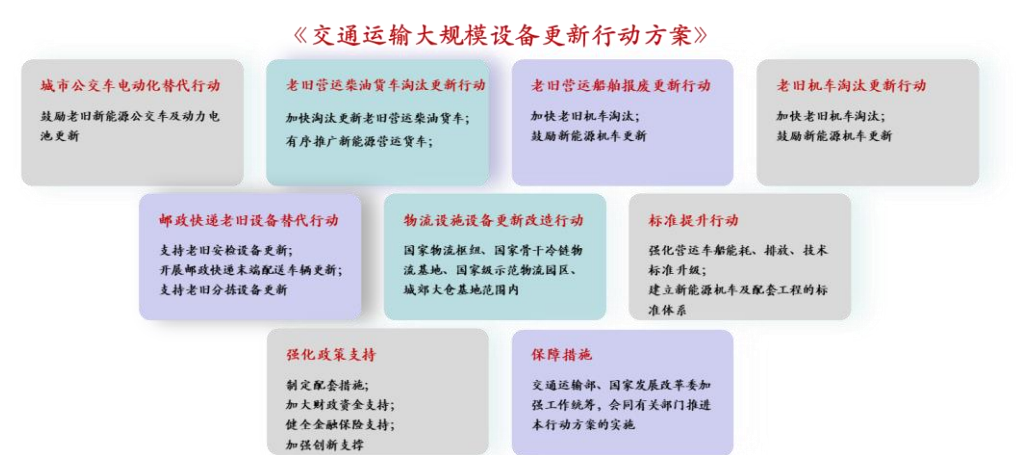 《交通运输大规模设备更新行动方案》
城市公交车电动化替代行动
鼓励老旧新能源公交车及动力电
池更新
老旧营运柴油货车淘汰更新行动
加快淘汰更新老旧营运柴油货车；
有序推广新能源营运货车；
老旧营运船舶报废更新行动
加快老旧机车淘汰；
鼓励新能源机车更新
老旧机车淘汰更新行动
加快老旧机车淘汰；
鼓励新能源机车更新
邮政快递老旧设备替代行动
支持老旧安检设备更新；
开展邮政快递末端配送车辆更新；
支持老旧分拣设备更新
物流设施设备更新改造行动
国家物流枢纽、国家骨干冷链物
流基地、国家级示范物流园区、
城郊大仓基地范围内
标准提升行动
强化营运车船能耗、排放、技术
标准升级；
建立新能源机车及配套工程的标
准体系
强化政策支持
制定配套措施；
加大财政资金支持；
健全金融保险支持；
加强创新支撑
保障措施
交通运输部、国家发展改革委加
强工作统筹，会同有关部门推进
本行动方案的实施